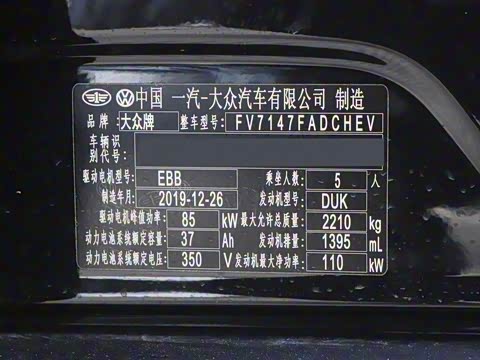 中国 一汽-大众汽车有限公司 制造
品牌: 大众牌 整车型号: FV7147FADCHEV
车辆识
别代号:
驱动电机型号: EBB 乘坐人数: 5 人
制造年月: 2019-12-26 发动机型号: DUK
驱动电机峰值功率: 85 kW 最大允许总质量: 2210 kg
动力电池系统额定容量: 37 Ah 发动机排量: 1395 mL
动力电池系统额定电压: 350 V 发动机最大净功率: 110 kW